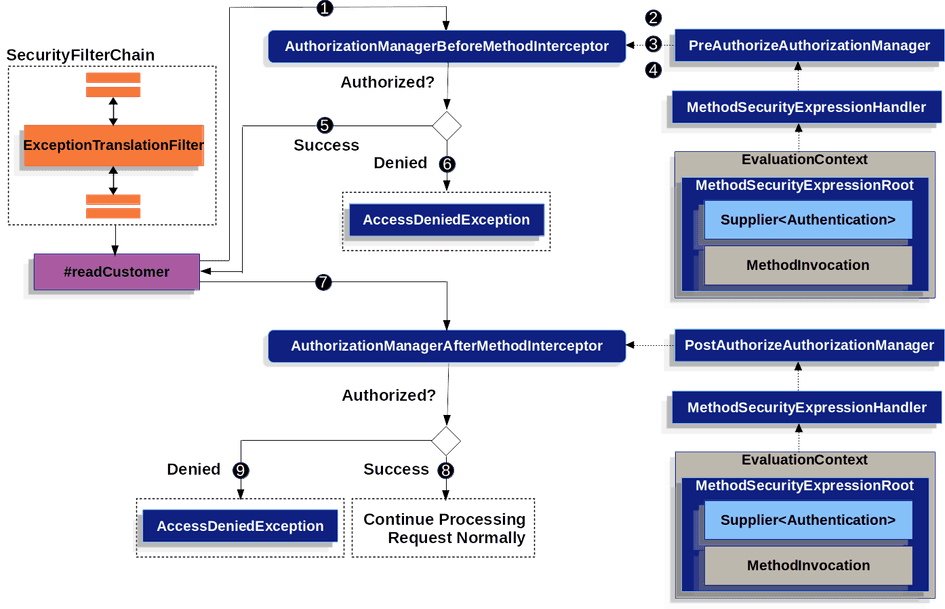 1
AuthorizationManagerBeforeMethodInterceptor
2
3
4
PreAuthorizeAuthorizationManager
SecurityFilterChain
Authorized?
MethodSecurityExpressionHandler
ExceptionTranslationFilter
5
Success
Denied
6
EvaluationContext
MethodSecurityExpressionRoot
Supplier<Authentication>
MethodInvocation
AccessDeniedException
#readCustomer
7
AuthorizationManagerAfterMethodInterceptor
PostAuthorizeAuthorizationManager
Authorized?
MethodSecurityExpressionHandler
EvaluationContext
MethodSecurityExpressionRoot
Supplier<Authentication>
MethodInvocation
Denied
9
Success
8
AccessDeniedException
Continue Processing
Request Normally